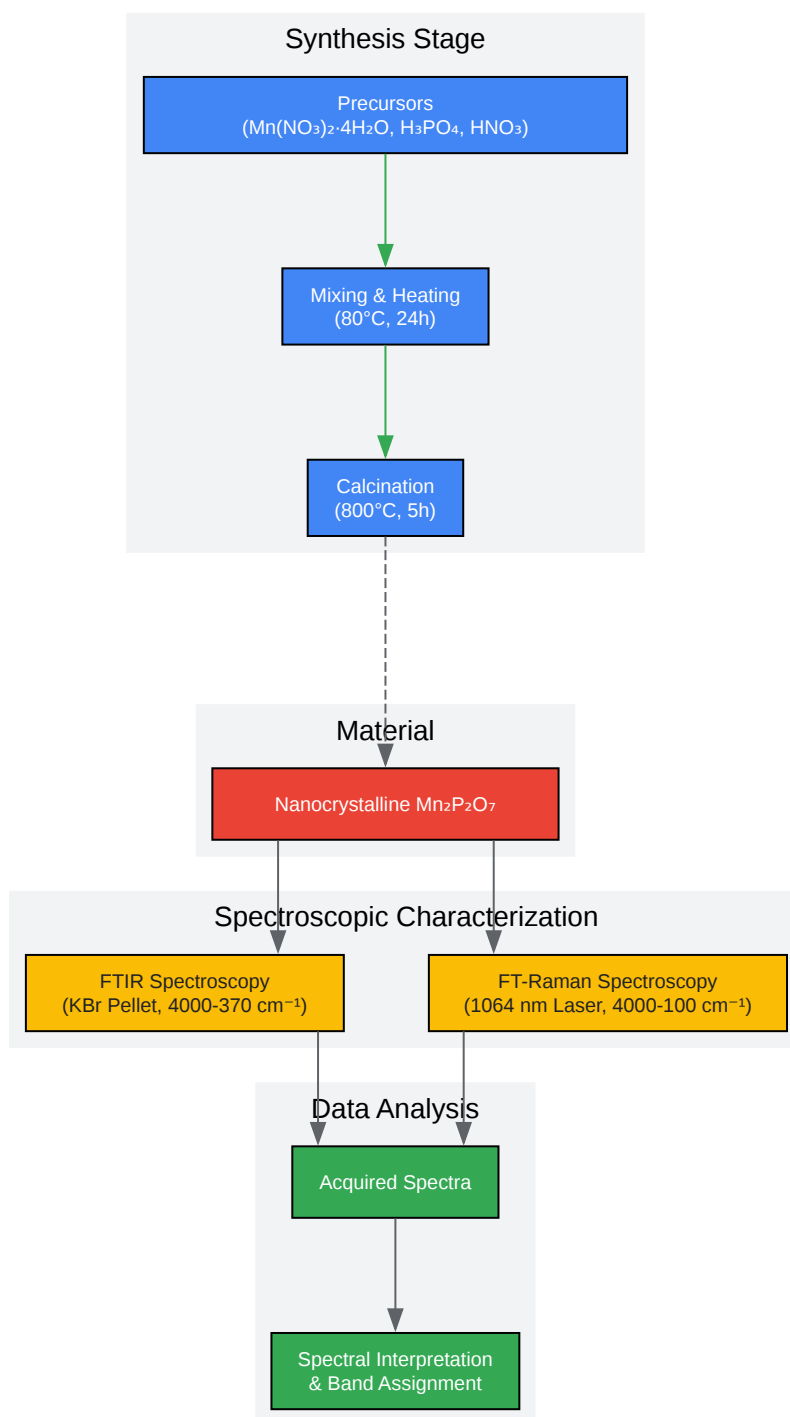 Synthesis Stage
Precursors
(Mn(NO₃)₂·4H₂O, H₃PO₄, HNO₃)
Mixing & Heating
(80°C, 24h)
Calcination
(800°C, 5h)
Material
Nanocrystalline Mn₂P₂O₇
Spectroscopic Characterization
FTIR Spectroscopy
(KBr Pellet, 4000-370 cm⁻¹)
FT-Raman Spectroscopy
(1064 nm Laser, 4000-100 cm⁻¹)
Data Analysis
Acquired Spectra
Spectral Interpretation
& Band Assignment